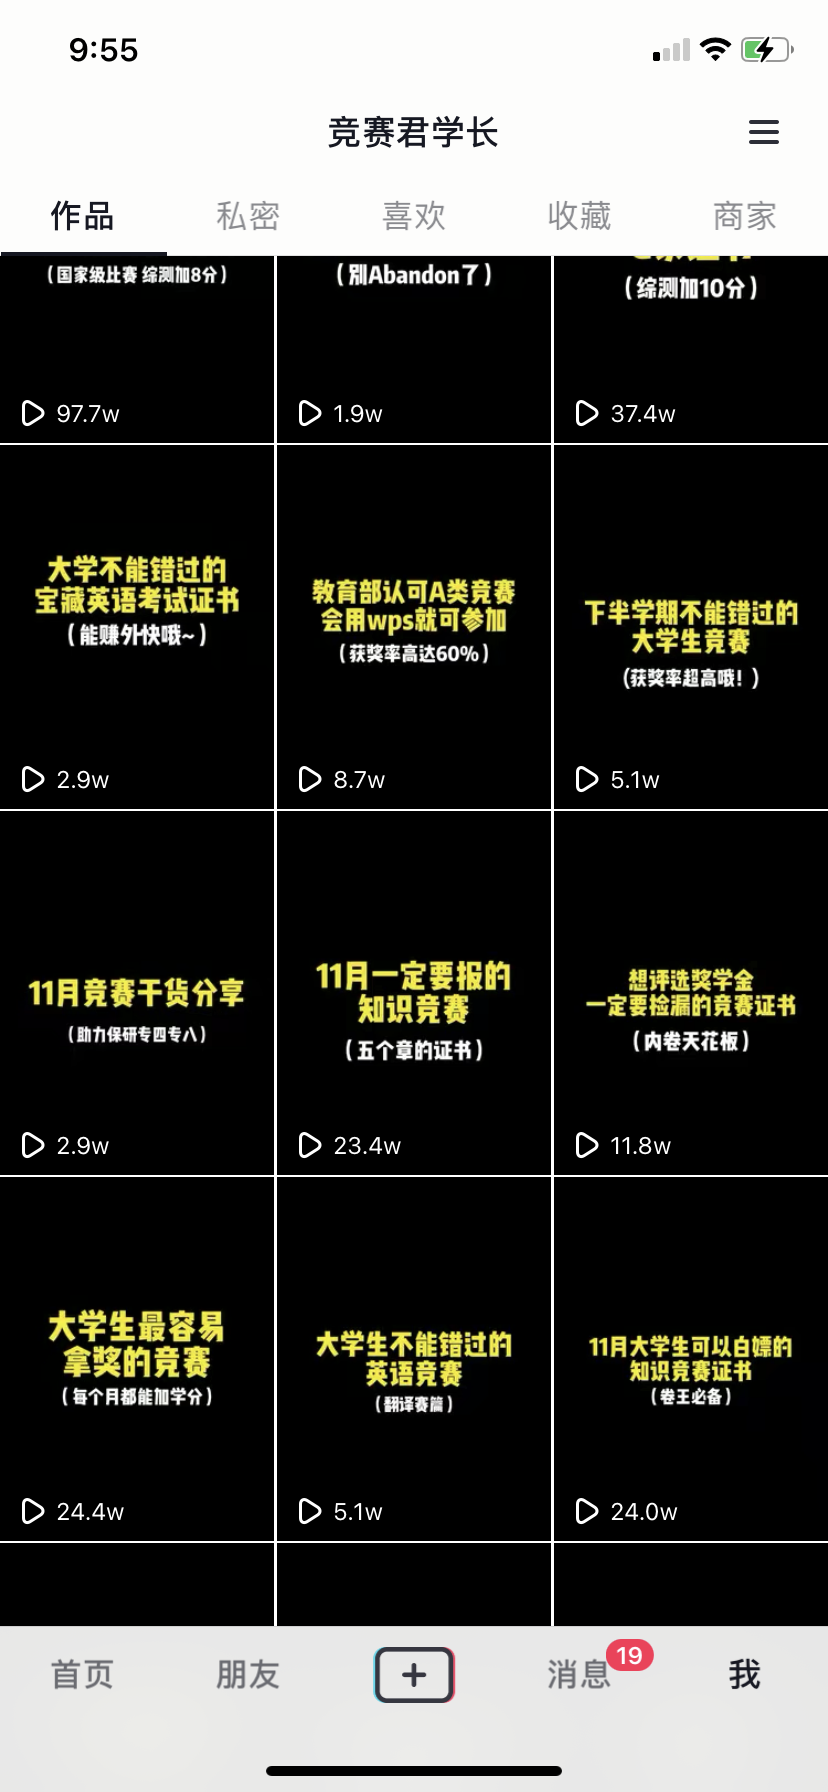 9:55
竞赛君学长
作品 私密 喜欢 收藏 商家
（国家级比赛 综测加8分）
97.7w
（别Abandon了）
1.9w
（综测加10分）
37.4w
大学不能错过的
宝藏英语考试证书
（能赚外快哦~）
2.9w
教育部认可A类竞赛
会用wps就可参加
（获奖率高达60%）
8.7w
下半学期不能错过的
大学生竞赛
(获奖率超高哦！）
5.1w
11月竞赛干货分享
（助力保研专四专八）
2.9w
11月一定要报的
知识竞赛
（五个章的证书）
23.4w
想评选奖学金
一定要捡漏的竞赛证书
（内卷天花板）
11.8w
大学生最容易
拿奖的竞赛
（每个月都能加学分）
24.4w
大学生不能错过的
英语竞赛
（翻译赛篇）
5.1w
11月大学生可以白嫖的
知识竞赛证书
（卷王必备）
24.0w
首页 朋友 消息 19 我